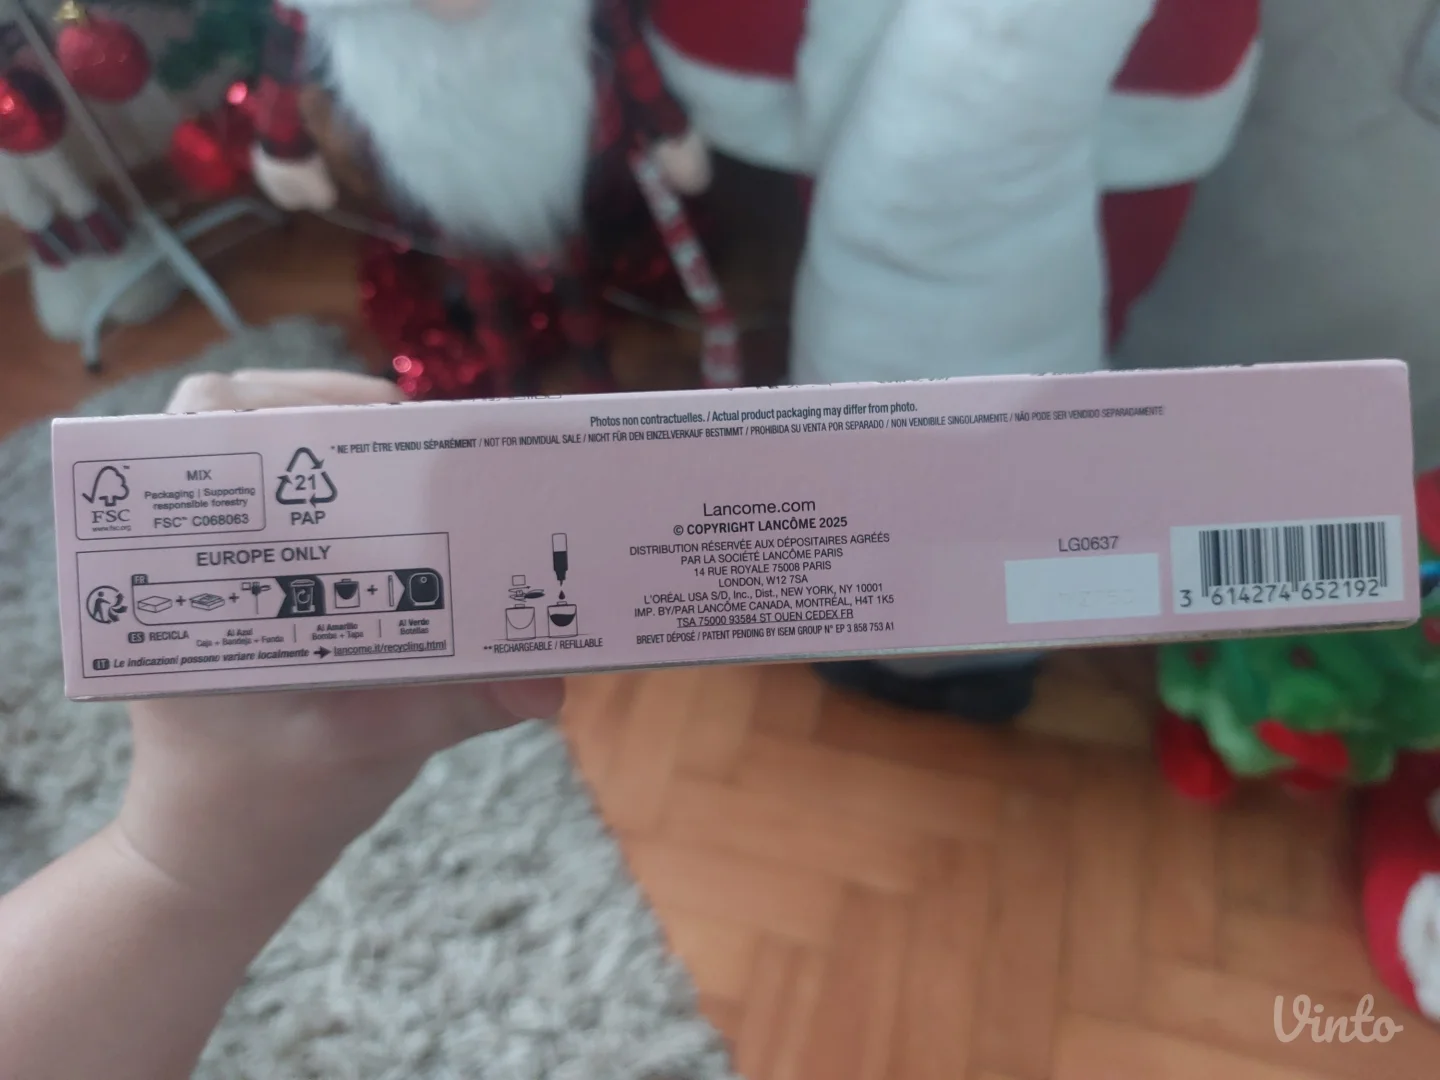 Photos non contractuelles. / Actual product packaging may differ from photo.
* NE PEUT ÊTRE VENDU SÉPARÉMENT / NOT FOR INDIVIDUAL SALE / NICHT FÜR DEN EINZELVERKAUF BESTIMMT / PROHIBIDA SU VENTA POR SEPARADO / NON VENDIBILE SINGOLARMENTE / NÃO PODE SER VENDIDO SEPARADAMENTE
FSC™
www.fsc.org
MIX
Packaging | Supporting
responsible forestry
FSC™ C068063
21
PAP
EUROPE ONLY
FR
ES RECICLA
Al Azul
Caja + Bandeja + Funda
Al Amarillo
Bomba + Tapa
Al Verde
Botellas
IT Le indicazioni possono variare localmente
lancome.it/recycling.html
** RECHARGEABLE / REFILLABLE
Lancome.com
© COPYRIGHT LANCÔME 2025
DISTRIBUTION RÉSERVÉE AUX DÉPOSITAIRES AGRÉÉS
PAR LA SOCIÉTÉ LANCÔME PARIS
14 RUE ROYALE 75008 PARIS
LONDON, W12 7SA
L'ORÉAL USA S/D, Inc., Dist., NEW YORK, NY 10001
IMP. BY/PAR LANCÔME CANADA, MONTRÉAL, H4T 1K5
TSA 75000 93584 ST OUEN CEDEX FR
BREVET DÉPOSÉ / PATENT PENDING BY ISEM GROUP N° EP 3 858 753 A1
LG0637
3 614274 652192
Vinto